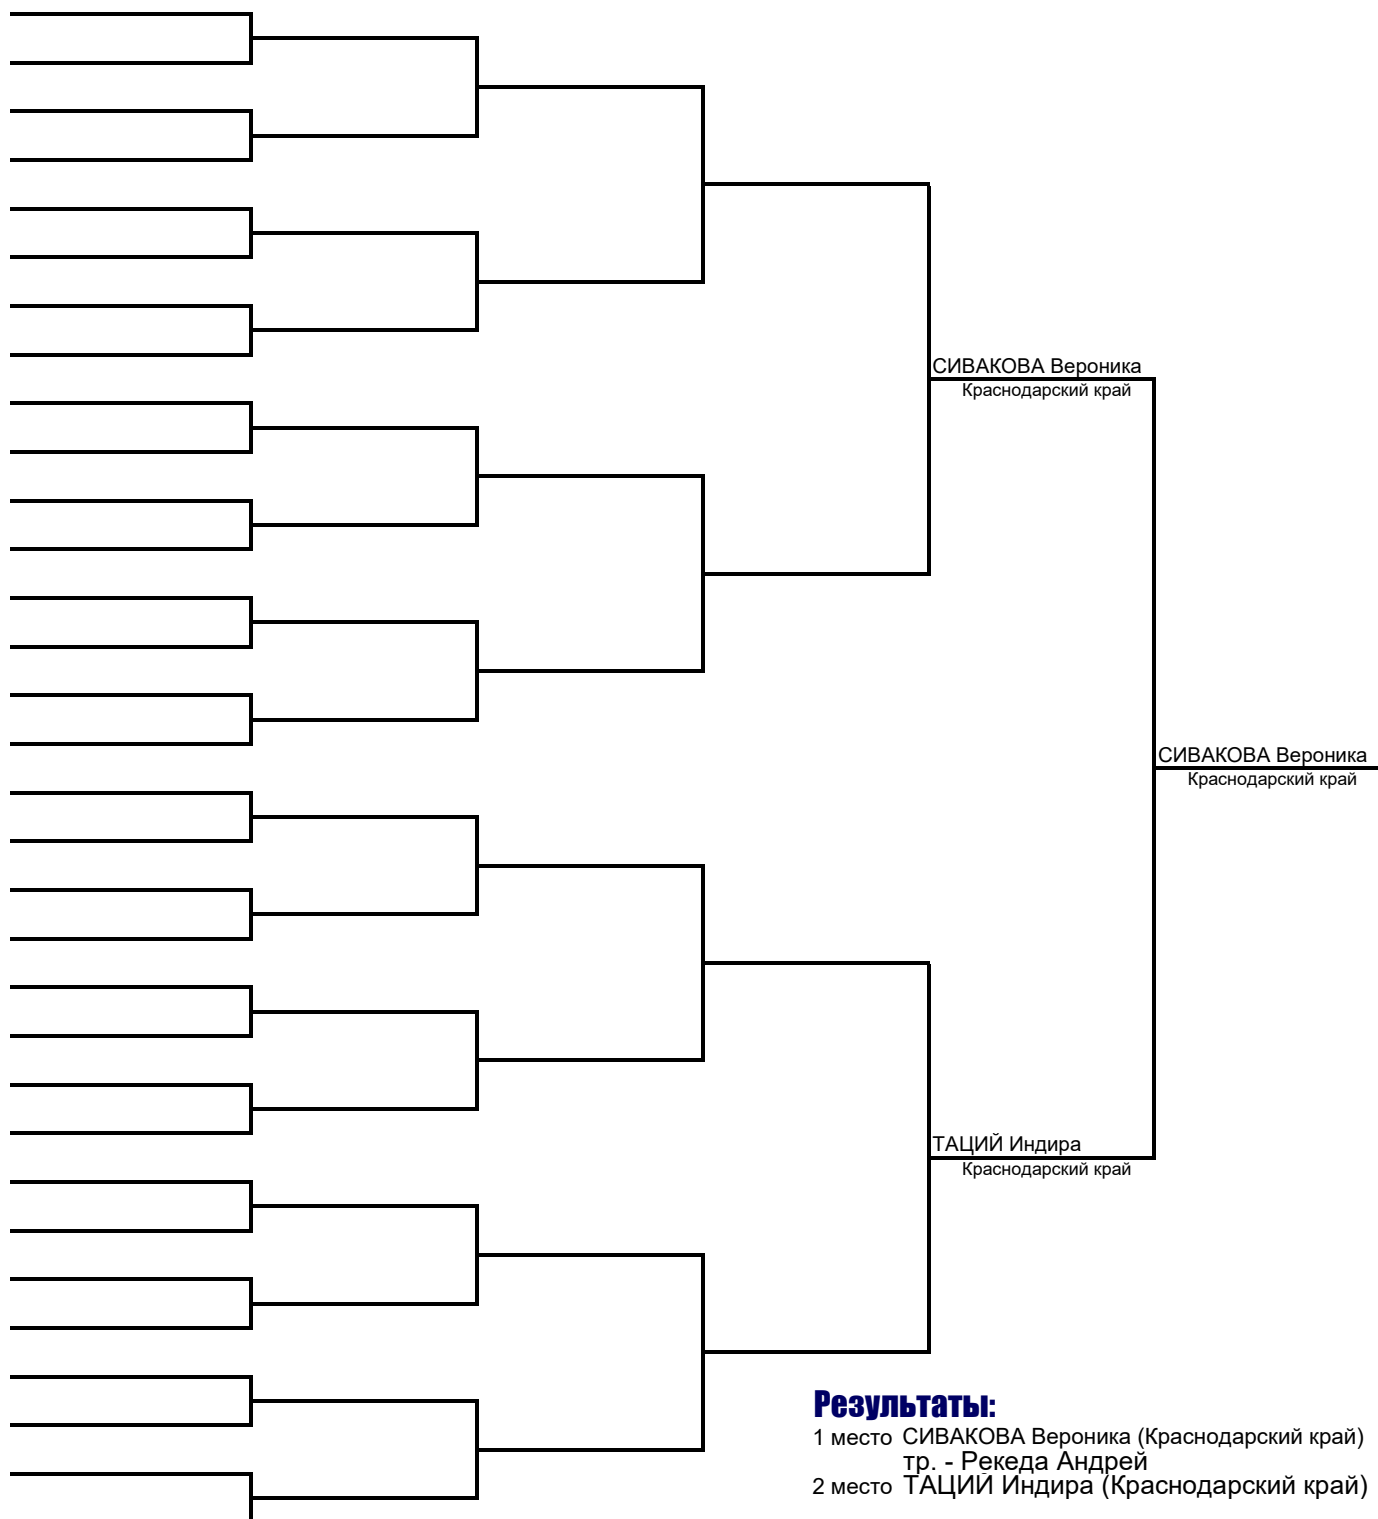 СИВАКОВА Вероника
Краснодарский край
СИВАКОВА Вероника
Краснодарский край
ТАЦИЙ Индира
Краснодарский край
Результаты:
1 место СИВАКОВА Вероника (Краснодарский край)
тр. - Рекеда Андрей
2 место ТАЦИЙ Индира (Краснодарский край)